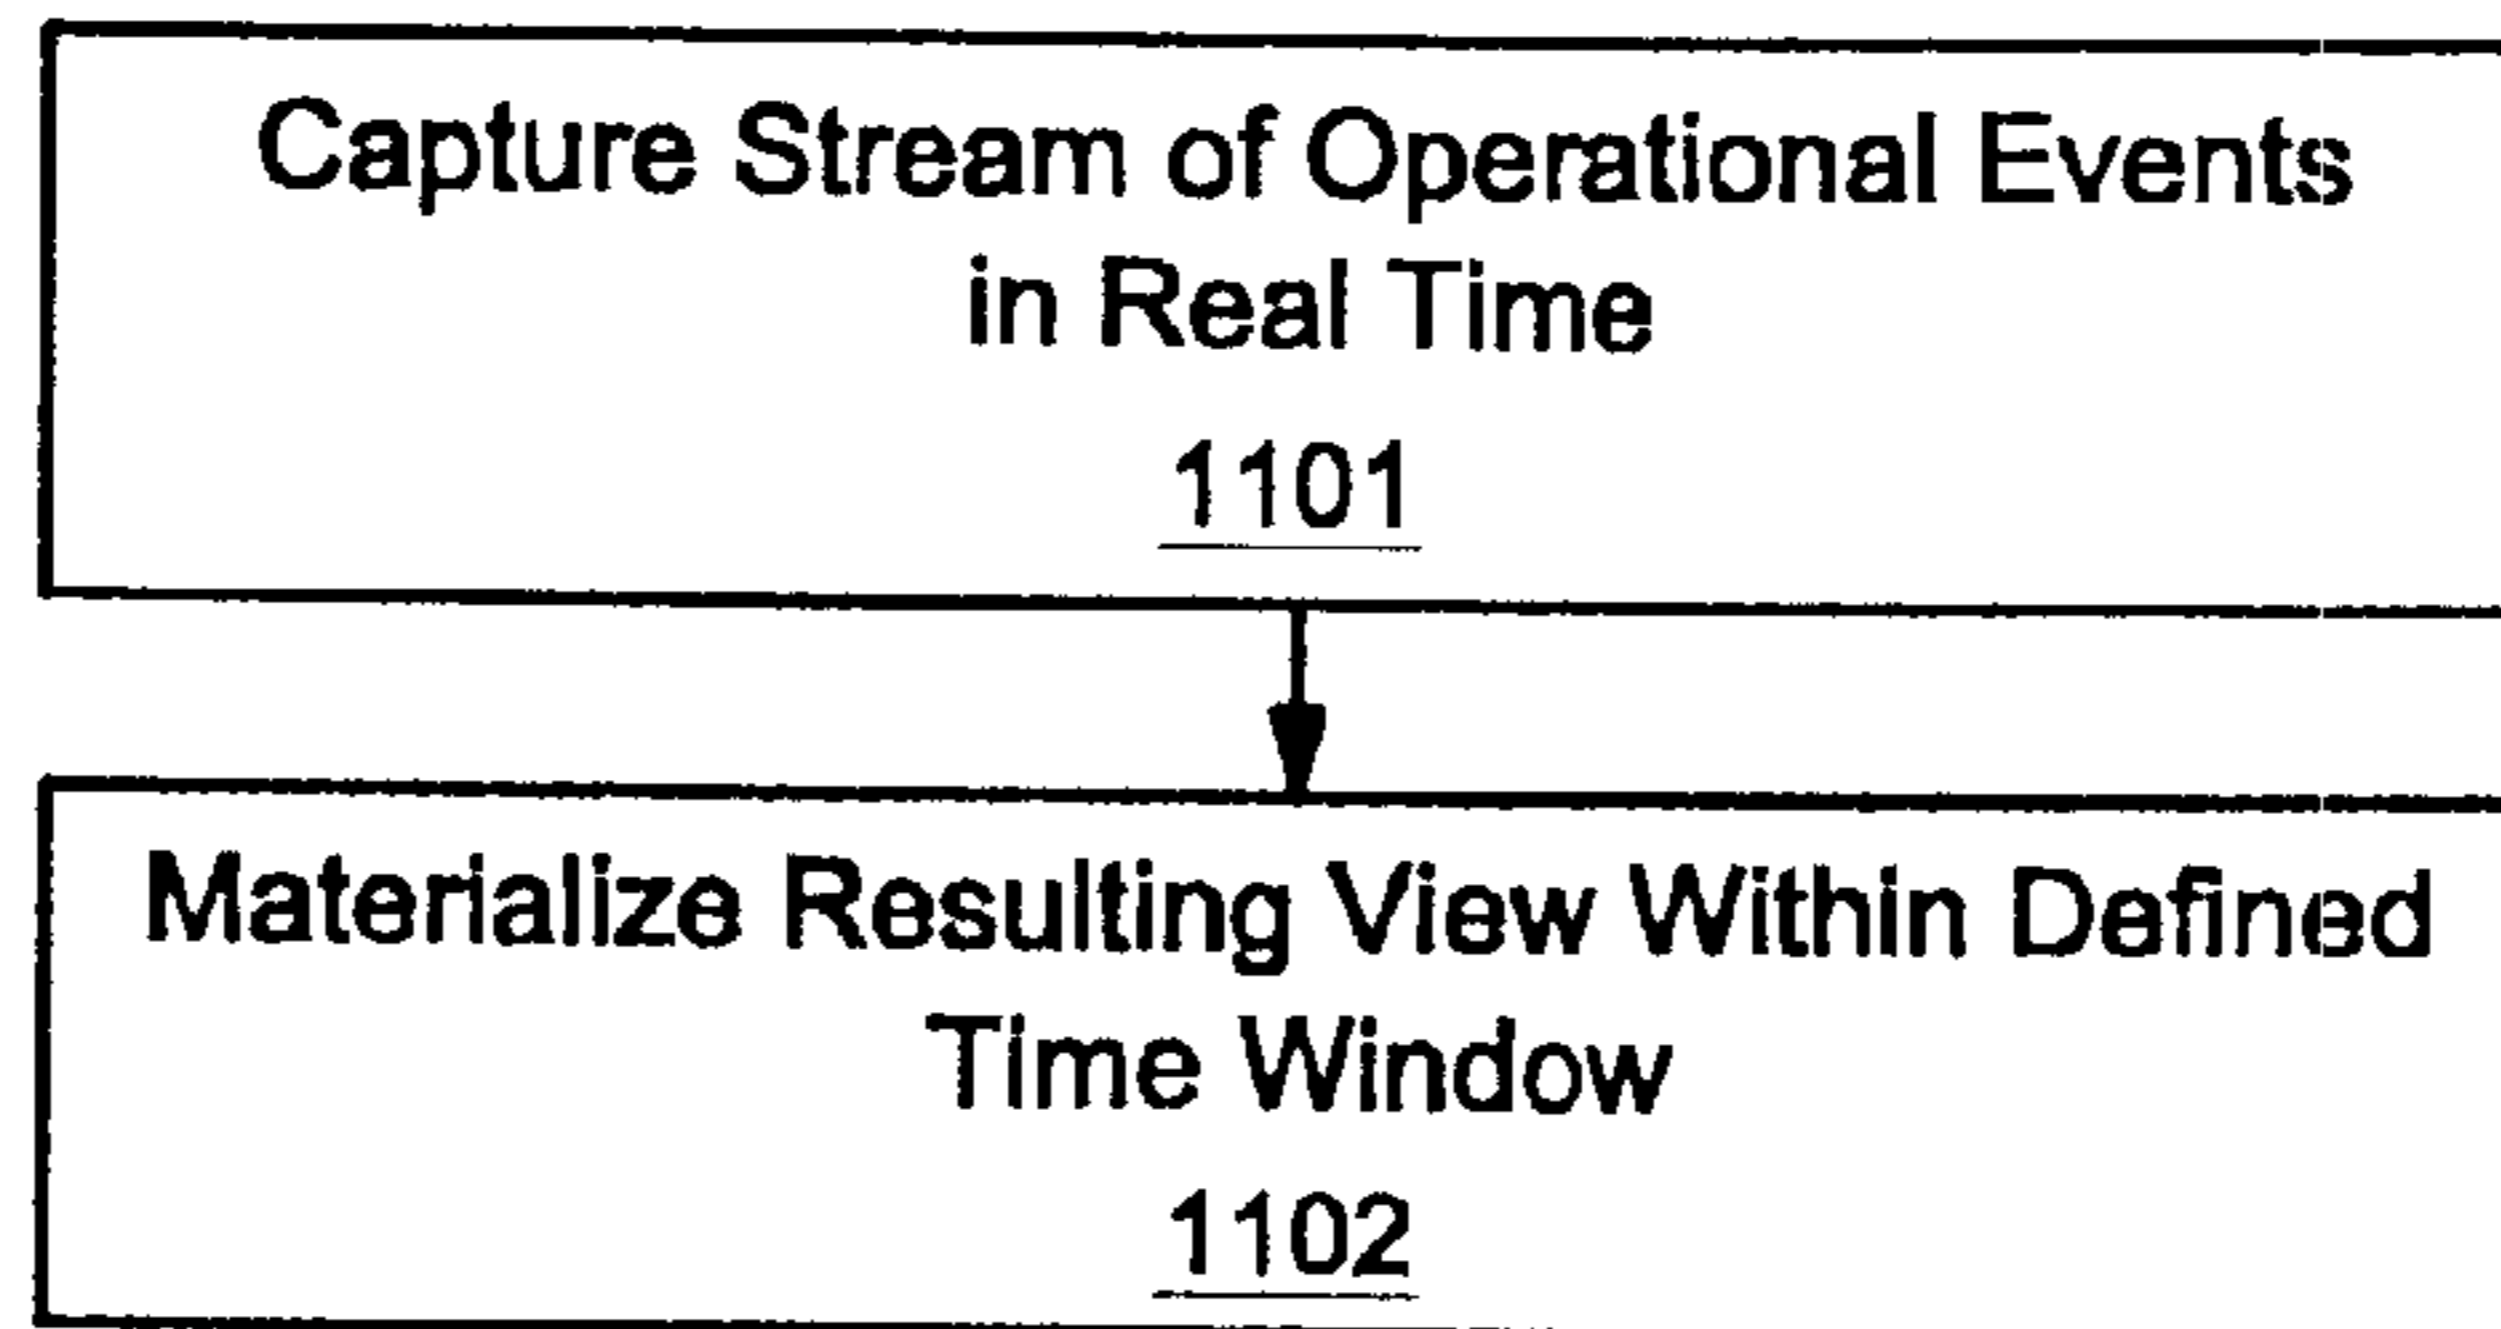 Capture Stream of Operational Events
in Real Time
1101
Materialize Resulting View Within Defined
Time Window
1102